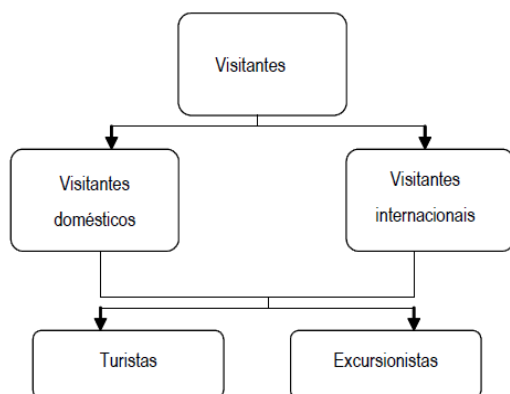 Visitantes
Visitantes
domésticos
Visitantes
internacionais
Turistas
Excursionistas